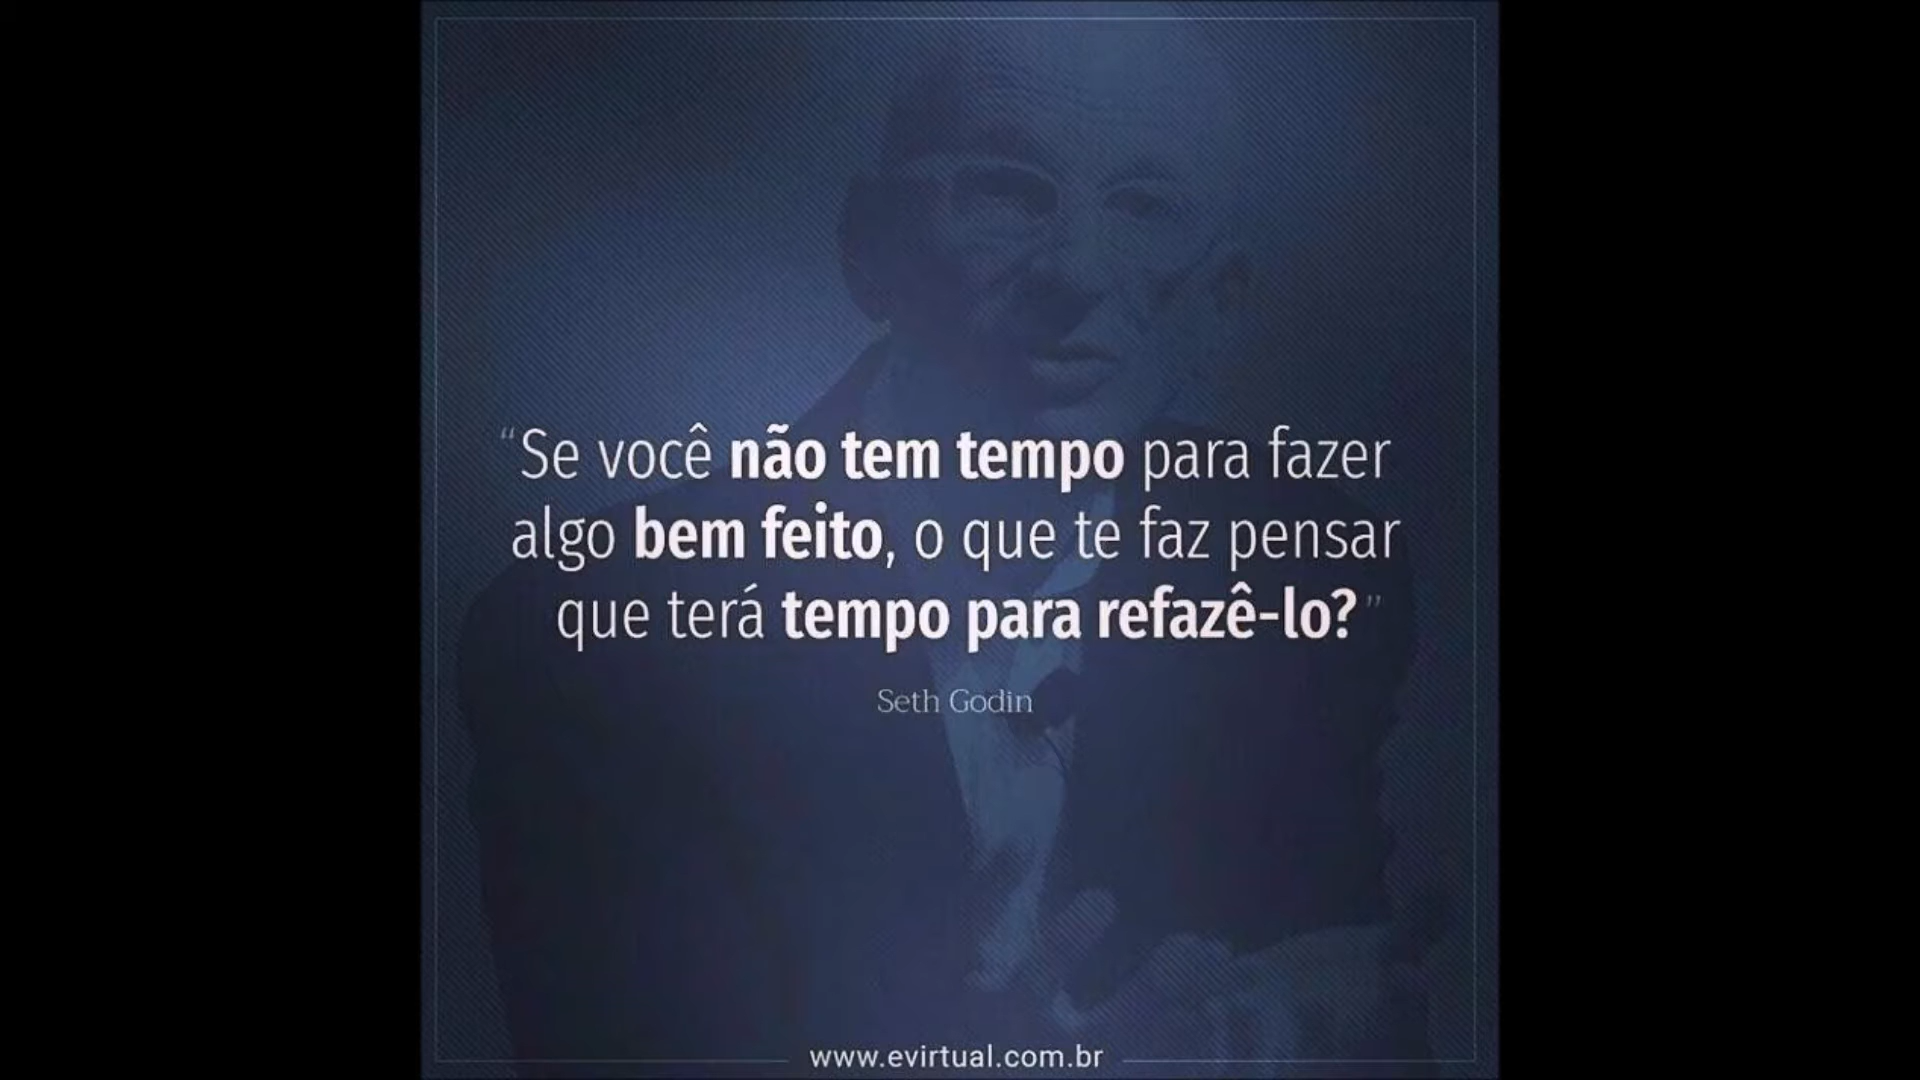 “Se você não tem tempo para fazer
algo bem feito, o que te faz pensar
que terá tempo para refazê-lo?”
Seth Godin
www.evirtual.com.br